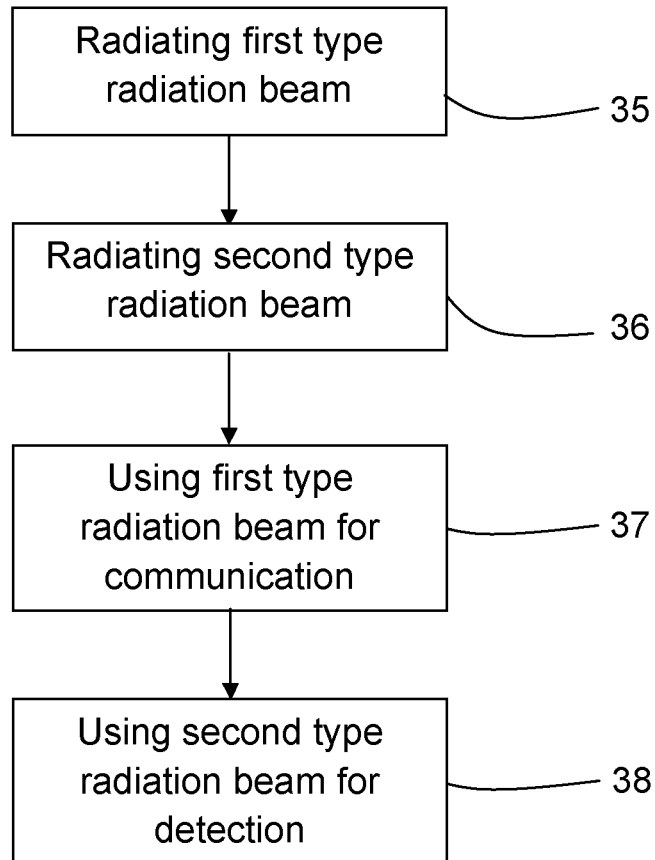 Radiating first type
radiation beam
35
Radiating second type
radiation beam
36
Using first type
radiation beam for
communication
37
Using second type
radiation beam for
detection
38